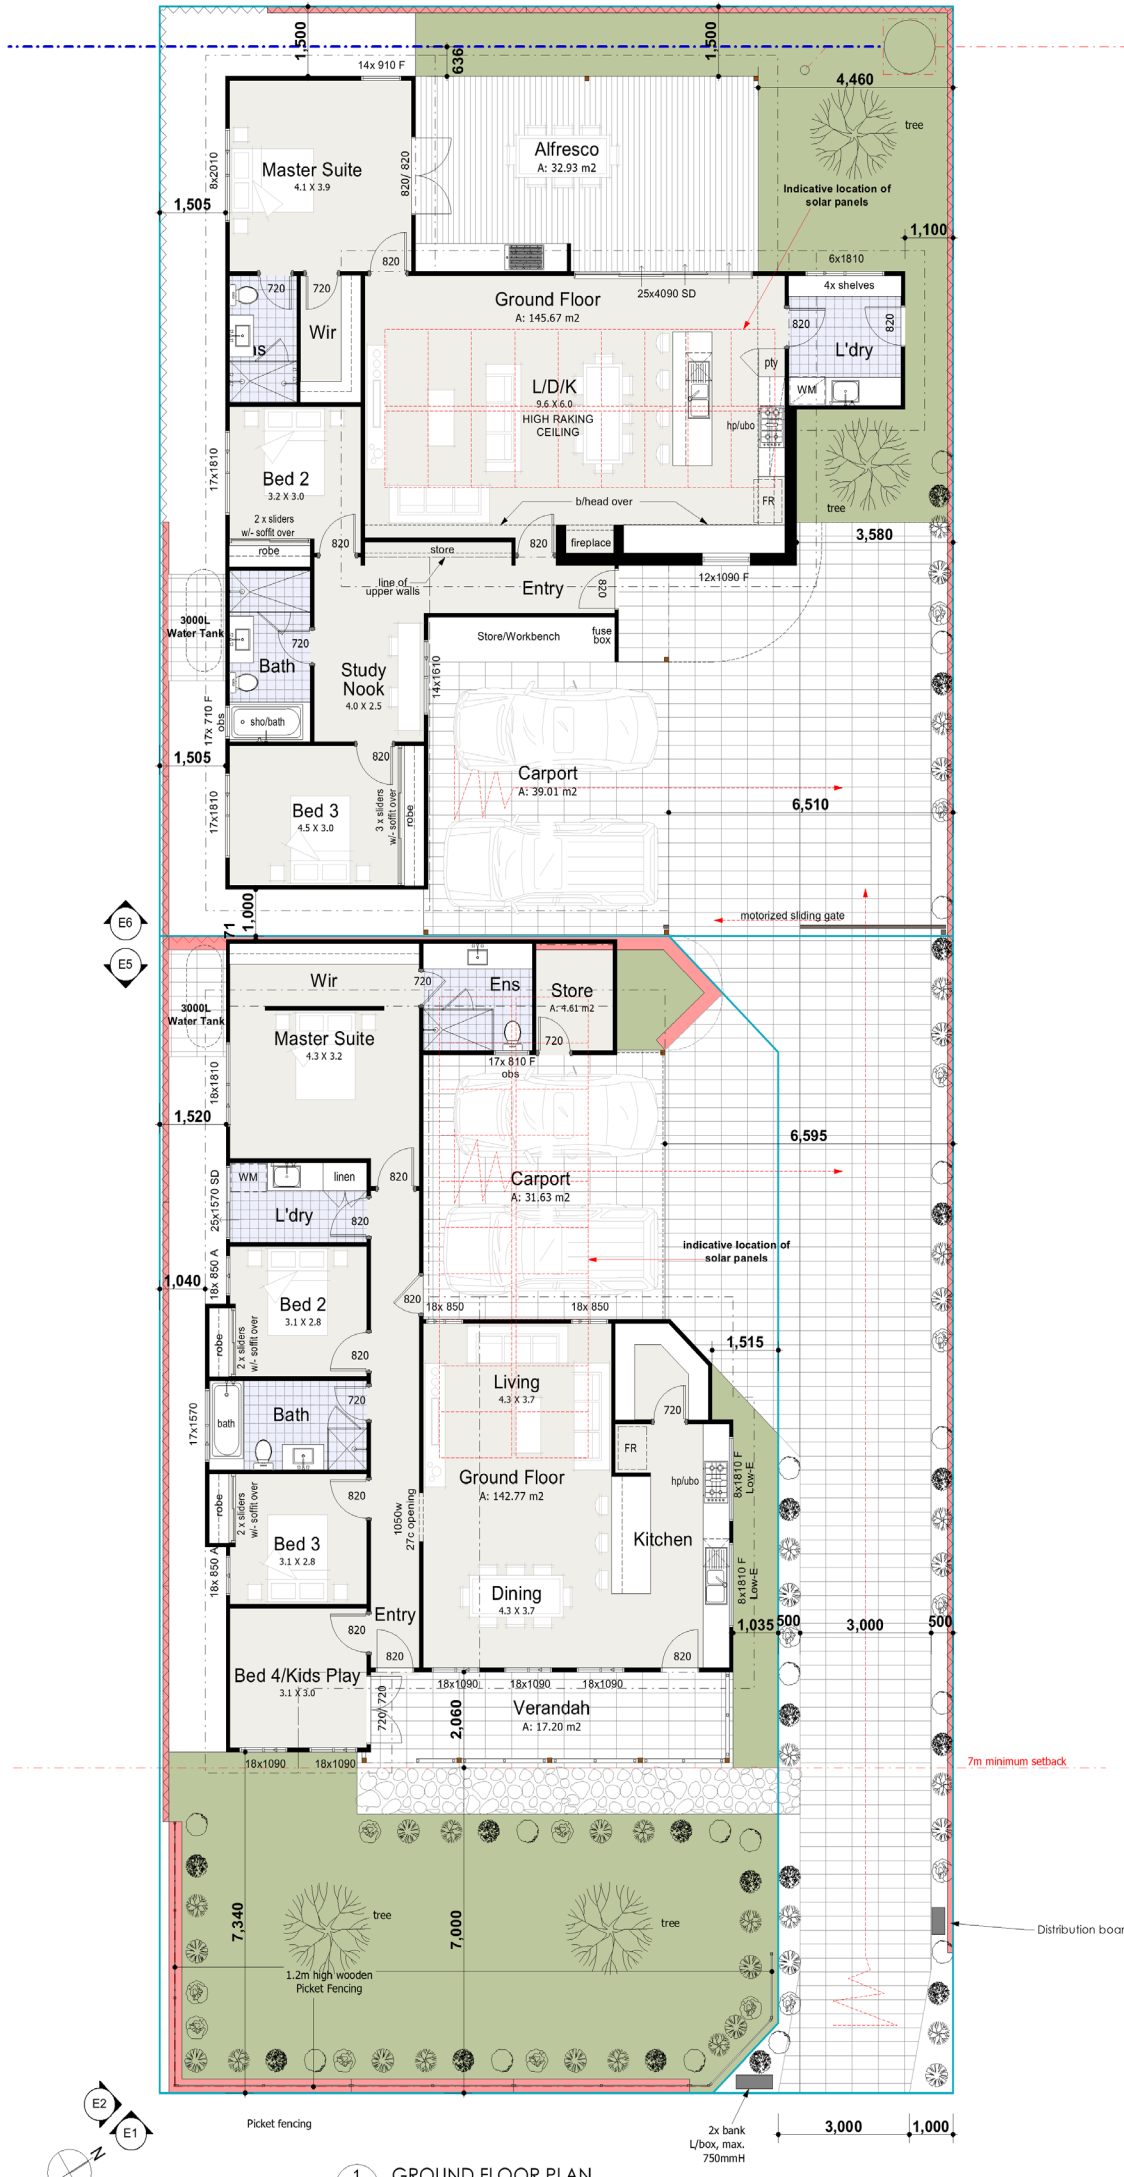 1,500
636
1,500
14x 910 F
4,460
tree
Alfresco
A: 32.93 m2
Master Suite
4.1 X 3.9
8x2010
820/ 820
Indicative location of
solar panels
1,505
1,100
820
6x1810
4x shelves
720
720
25x4090 SD
Ground Floor
A: 145.67 m2
Wir
820
820
L'dry
pty
L/D/K
9.6 X 6.0
HIGH RAKING
CEILING
WM
hp/ubo
17x1810
Bed 2
3.2 X 3.0
2 x sliders
w/- soffit over
robe
b/head over
FR
tree
3,580
820
store
820
fireplace
12x1090 F
line of
upper walls
Entry
820
3000L
Water Tank
Store/Workbench
fuse
box
720
Bath
Study
Nook
4.0 X 2.5
14x1610
17x 710 F
obs
sho/bath
1,505
820
Carport
A: 39.01 m2
6,510
17x1810
Bed 3
4.5 X 3.0
3 x sliders
w/- soffit over
robe
1,000
71
E6
E5
motorized sliding gate
Wir
720
Ens
Store
A: 4.61 m2
3000L
Water Tank
Master Suite
4.3 X 3.2
720
17x 810 F
obs
18x1810
1,520
6,595
WM
linen
820
Carport
A: 31.63 m2
25x1570 SD
L'dry
820
indicative location of
solar panels
18x 850 A
1,040
Bed 2
3.1 X 2.8
820
18x 850
18x 850
robe
2 x sliders
w/- soffit over
820
1,515
Living
4.3 X 3.7
720
720
17x1570
bath
Bath
FR
hp/ubo
8x1810 F
Low-E
Ground Floor
A: 142.77 m2
820
robe
2 x sliders
w/- soffit over
1050w
27c opening
Kitchen
Bed 3
3.1 X 2.8
18x 850 A
8x1810 F
Low-E
Dining
4.3 X 3.7
Entry
820
1,035
500
3,000
500
820
820
Bed 4/Kids Play
3.1 X 3.0
18x1090
18x1090
18x1090
720/ 720
2,060
Verandah
A: 17.20 m2
18x1090
18x1090
7m minimum setback
7,340
7,000
tree
tree
Distribution boar
1.2m high wooden
Picket Fencing
E2
E1
N
Picket fencing
2x bank
L/box, max.
750mmH
3,000
1,000
1
GROUND FLOOR PLAN